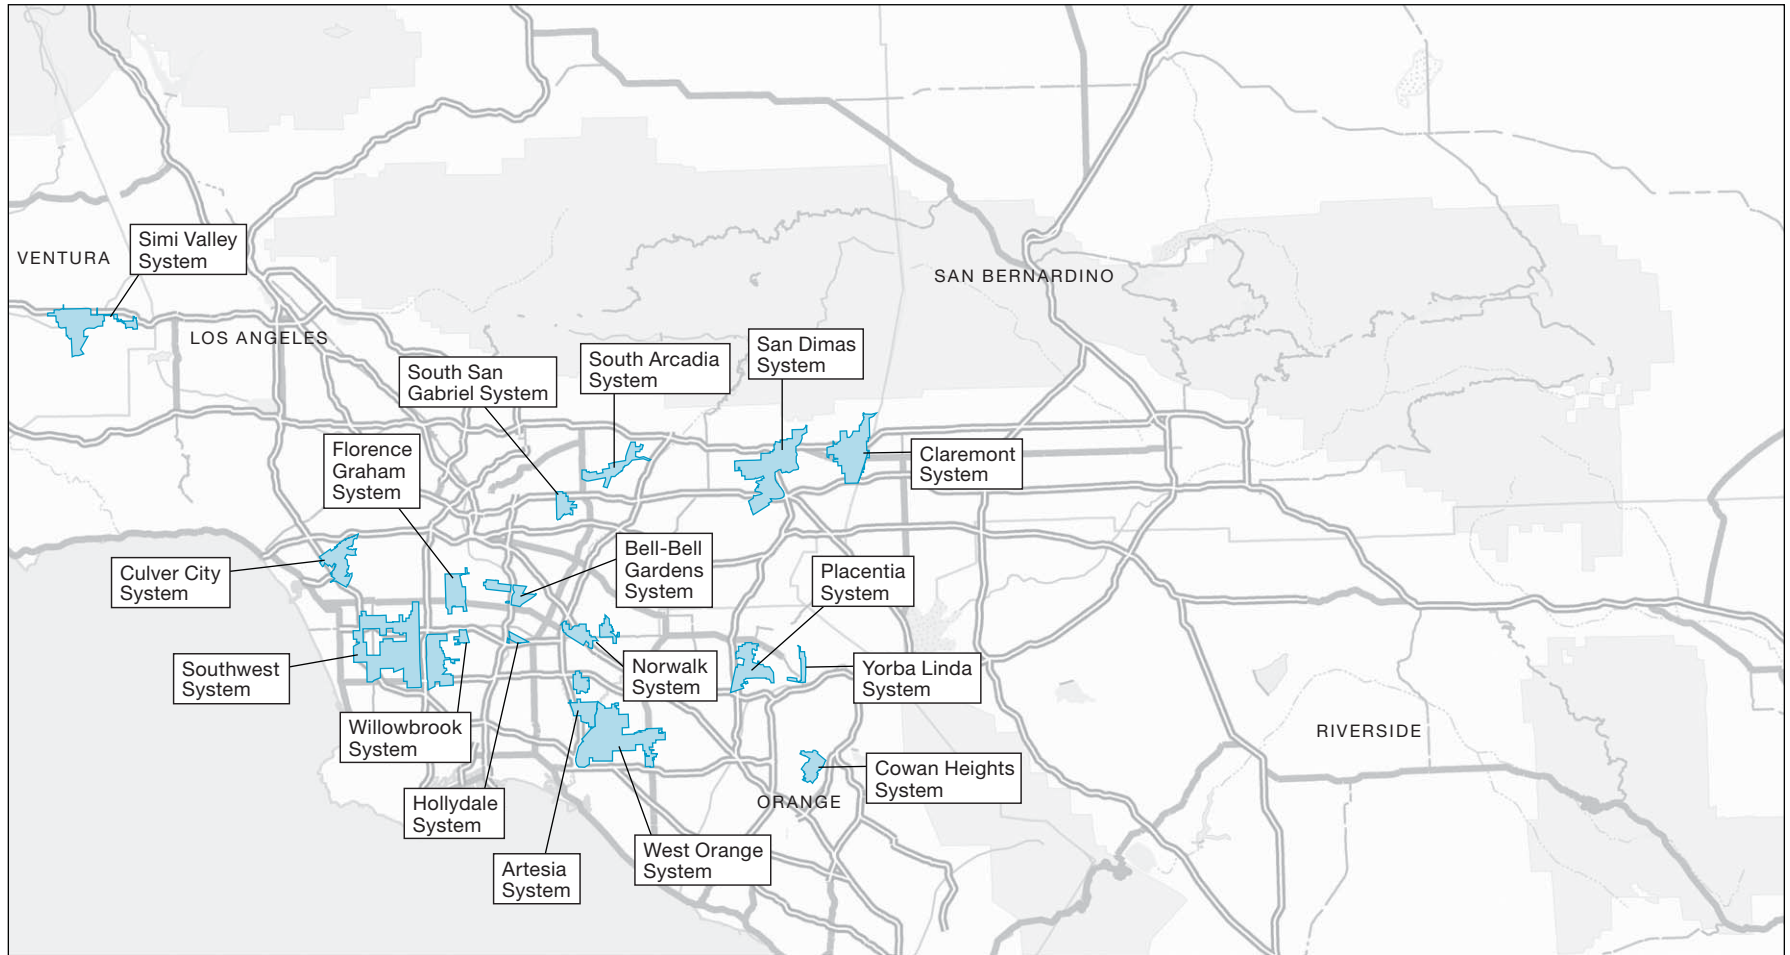 Simi Valley
System
VENTURA
SAN BERNARDINO
LOS ANGELES
San Dimas
System
South Arcadia
System
South San
Gabriel System
Florence
Graham
System
Claremont
System
Bell-Bell
Gardens
System
Culver City
System
Placentia
System
Southwest
System
Norwalk
System
Yorba Linda
System
Willowbrook
System
RIVERSIDE
Cowan Heights
System
ORANGE
Hollydale
System
West Orange
System
Artesia
System